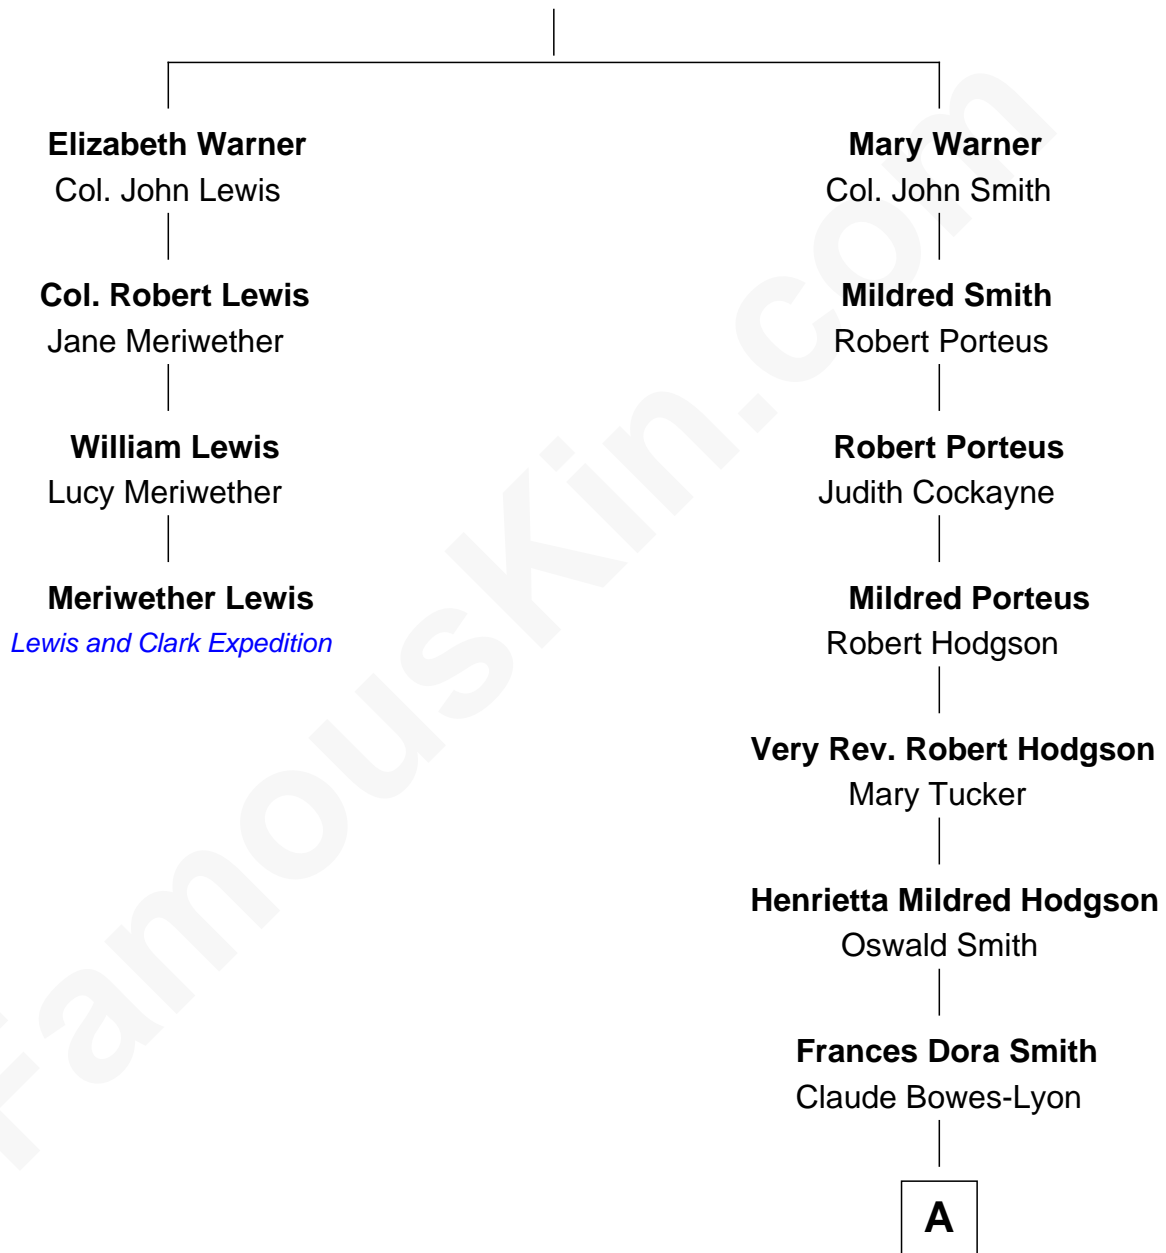 Elizabeth Warner
Col. John Lewis
Col. Robert Lewis
Jane Meriwether
William Lewis
Lucy Meriwether
Meriwether Lewis
Lewis and Clark Expedition
Mary Warner
Col. John Smith
Mildred Smith
Robert Porteus
Robert Porteus
Judith Cockayne
Mildred Porteus
Robert Hodgson
Very Rev. Robert Hodgson
Mary Tucker
Henrietta Mildred Hodgson
Oswald Smith
Frances Dora Smith
Claude Bowes-Lyon
A
FamousKin.com